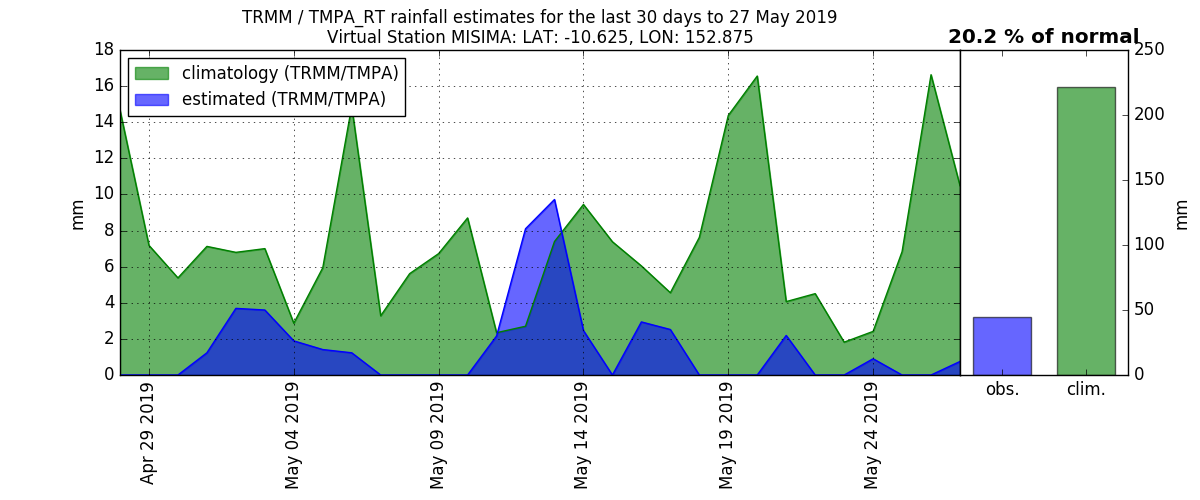 TRMM / TMPA_RT rainfall estimates for the last 30 days to 27 May 2019
Virtual Station MISIMA: LAT: -10.625, LON: 152.875
20.2 % of normal
climatology (TRMM/TMPA)
estimated (TRMM/TMPA)
18
16
14
12
10
8
6
4
2
0
mm
Apr 29 2019
May 04 2019
May 09 2019
May 14 2019
May 19 2019
May 24 2019
obs.
clim.
250
200
150
100
50
0
mm